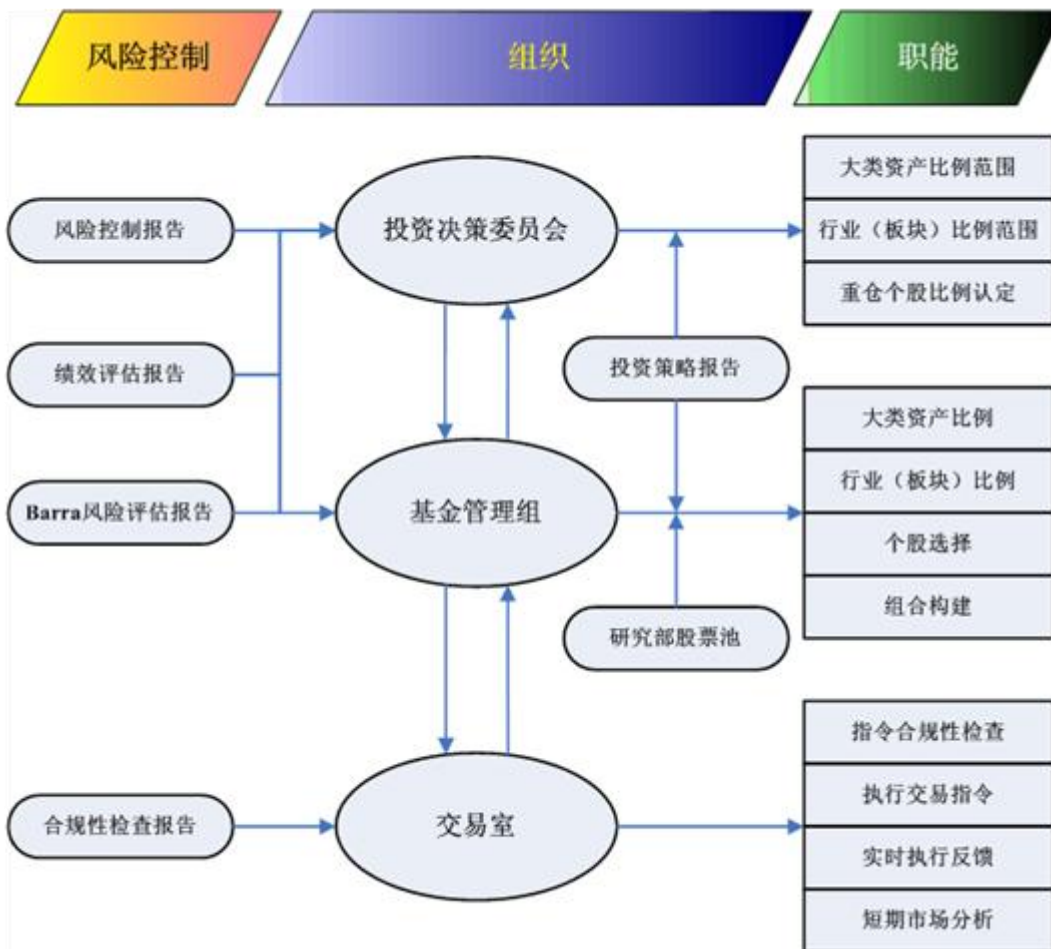 风险控制
组织
职能
大类资产比例范围
风险控制报告
投资决策委员会
行业（板块）比例范围
重仓个股比例认定
绩效评估报告
投资策略报告
大类资产比例
行业（板块）比例
Barra风险评估报告
基金管理组
个股选择
组合构建
研究部股票池
指令合规性检查
执行交易指令
合规性检查报告
交易室
实时执行反馈
短期市场分析